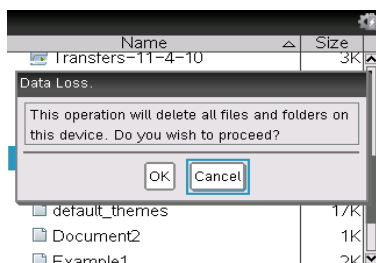 Name Size
Transfers-11-4-10 3K
Data Loss.
This operation will delete all files and folders on
this device. Do you wish to proceed?
OK Cancel
default_themes 17K
Document2 1K
Example1 2K